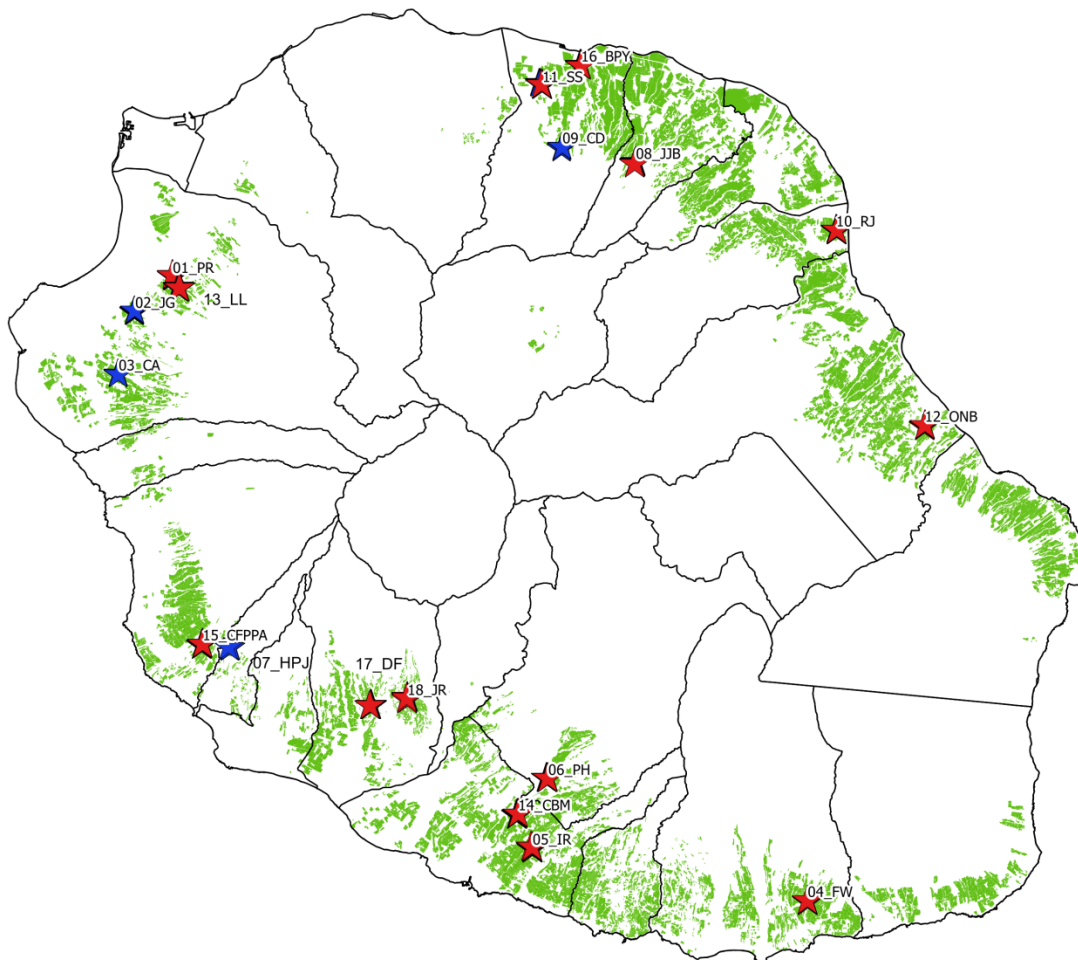 16_BPY
11_SS
09_CD
08_JJB
10_RJ
01_PR
13_LL
02_JG
03_CA
12_ONB
15_CFPPA
07_HPJ
17_DF
18_JR
06_PH
14_CBM
05_IR
04_FW